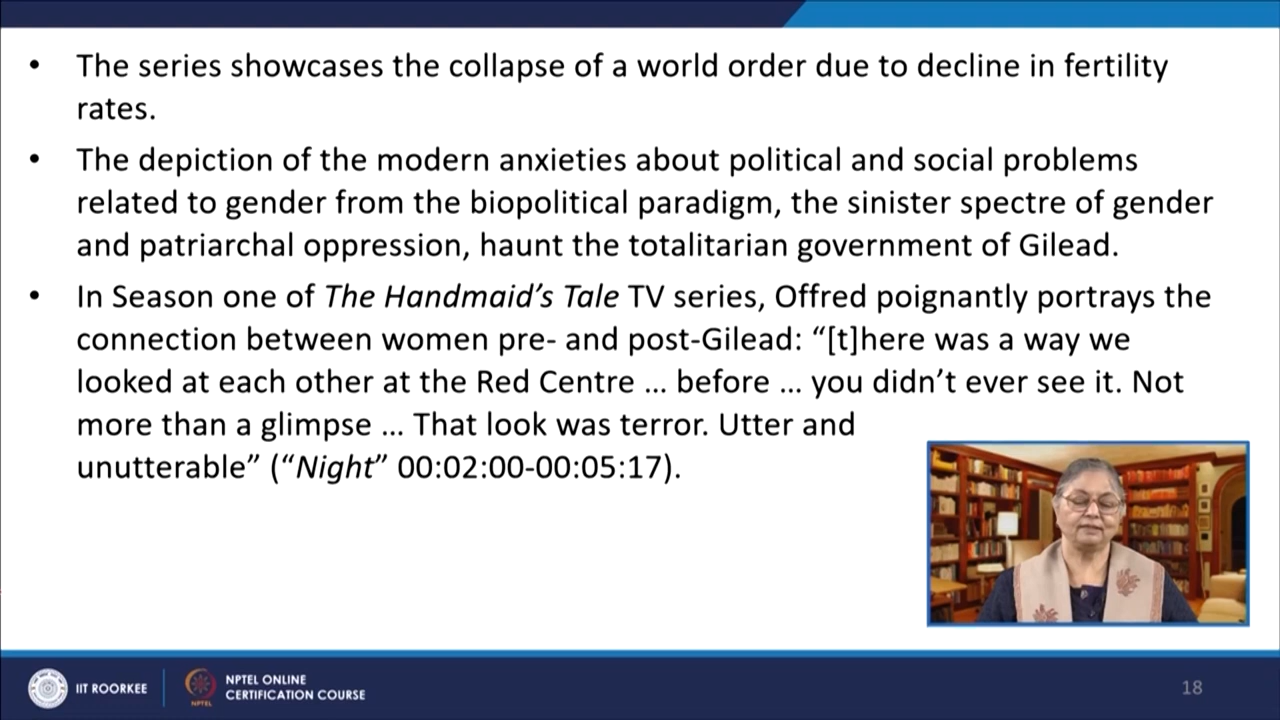 • The series showcases the collapse of a world order due to decline in fertility
rates.
• The depiction of the modern anxieties about political and social problems
related to gender from the biopolitical paradigm, the sinister spectre of gender
and patriarchal oppression, haunt the totalitarian government of Gilead.
• In Season one of The Handmaid’s Tale TV series, Offred poignantly portrays the
connection between women pre- and post-Gilead: “[t]here was a way we
looked at each other at the Red Centre … before … you didn’t ever see it. Not
more than a glimpse … That look was terror. Utter and
unutterable” (“Night” 00:02:00-00:05:17).
IIT ROORKEE
NPTEL
NPTEL ONLINE
CERTIFICATION COURSE
18